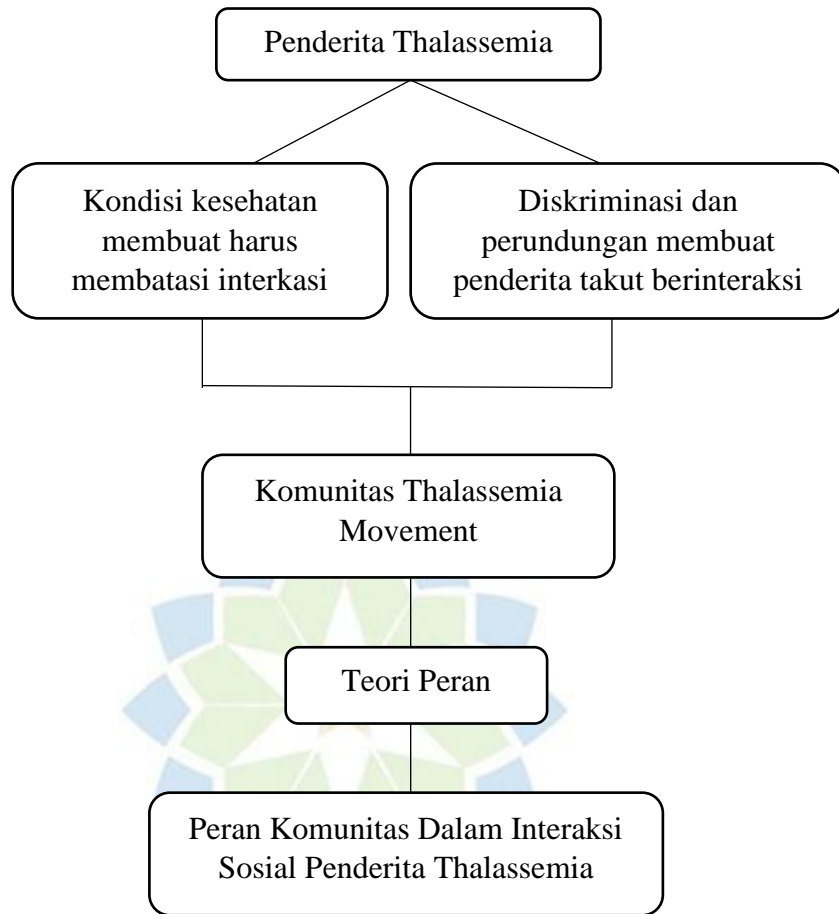 Penderita Thalassemia
Kondisi kesehatan
membuat harus
membatasi interkasi
Diskriminasi dan
perundungan membuat
penderita takut berinteraksi
Komunitas Thalassemia
Movement
Teori Peran
Peran Komunitas Dalam Interaksi
Sosial Penderita Thalassemia